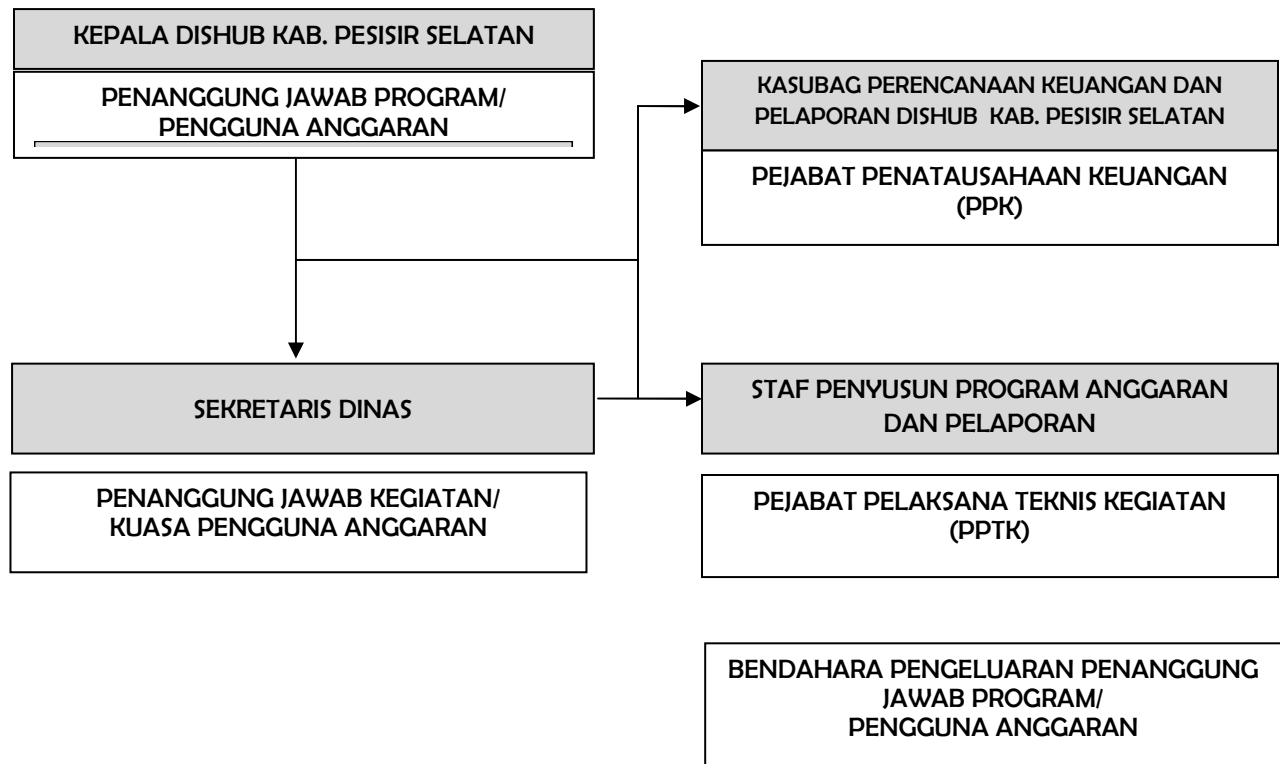 KEPALA DISHUB KAB. PESISIR SELATAN
PENANGGUNG JAWAB PROGRAM/
PENGGUNA ANGGARAN
KASUBAG PERENCANAAN KEUANGAN DAN
PELAPORAN DISHUB KAB. PESISIR SELATAN
PEJABAT PENATAUSAHAAN KEUANGAN
(PPK)
SEKRETARIS DINAS
PENANGGUNG JAWAB KEGIATAN/
KUASA PENGGUNA ANGGARAN
STAF PENYUSUN PROGRAM ANGGARAN
DAN PELAPORAN
PEJABAT PELAKSANA TEKNIS KEGIATAN
(PPTK)
BENDAHARA PENGELUARAN PENANGGUNG
JAWAB PROGRAM/
PENGGUNA ANGGARAN